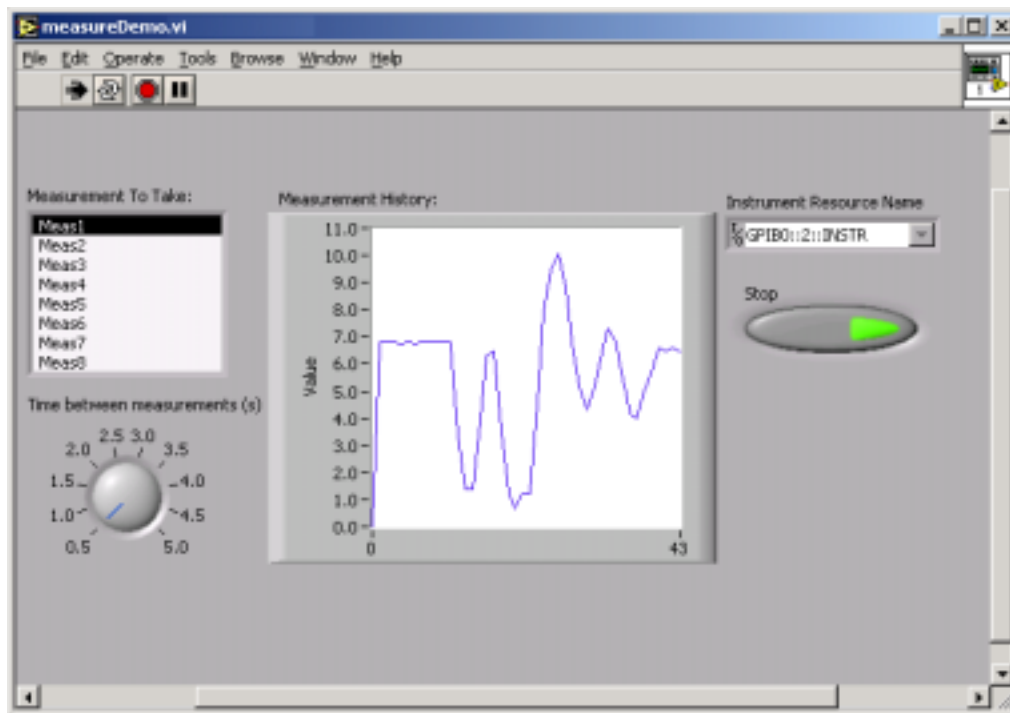 measureDemo.vi
File Edit Operate Tools Browse Window Help
1
Measurement To Take:
Meas1
Meas2
Meas3
Meas4
Meas5
Meas6
Meas7
Meas8
Time between measurements (s)
0.5
1.0
1.5
2.0
2.5
3.0
3.5
4.0
4.5
5.0
Measurement History:
Value
11.0
10.0
9.0
8.0
7.0
6.0
5.0
4.0
3.0
2.0
1.0
0.0
0
43
Instrument Resource Name
GPIB0::2::INSTR
Stop